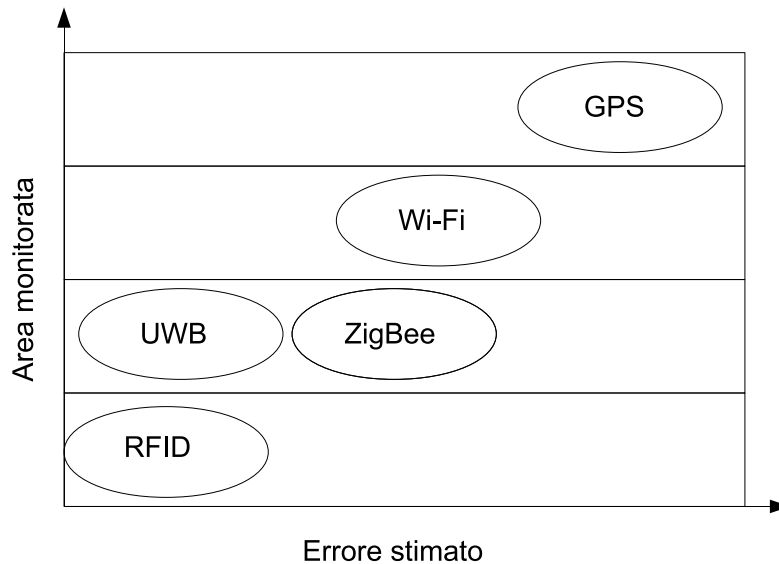 GPS
Wi-Fi
UWB
ZigBee
RFID
Area monitorata
Errore stimato